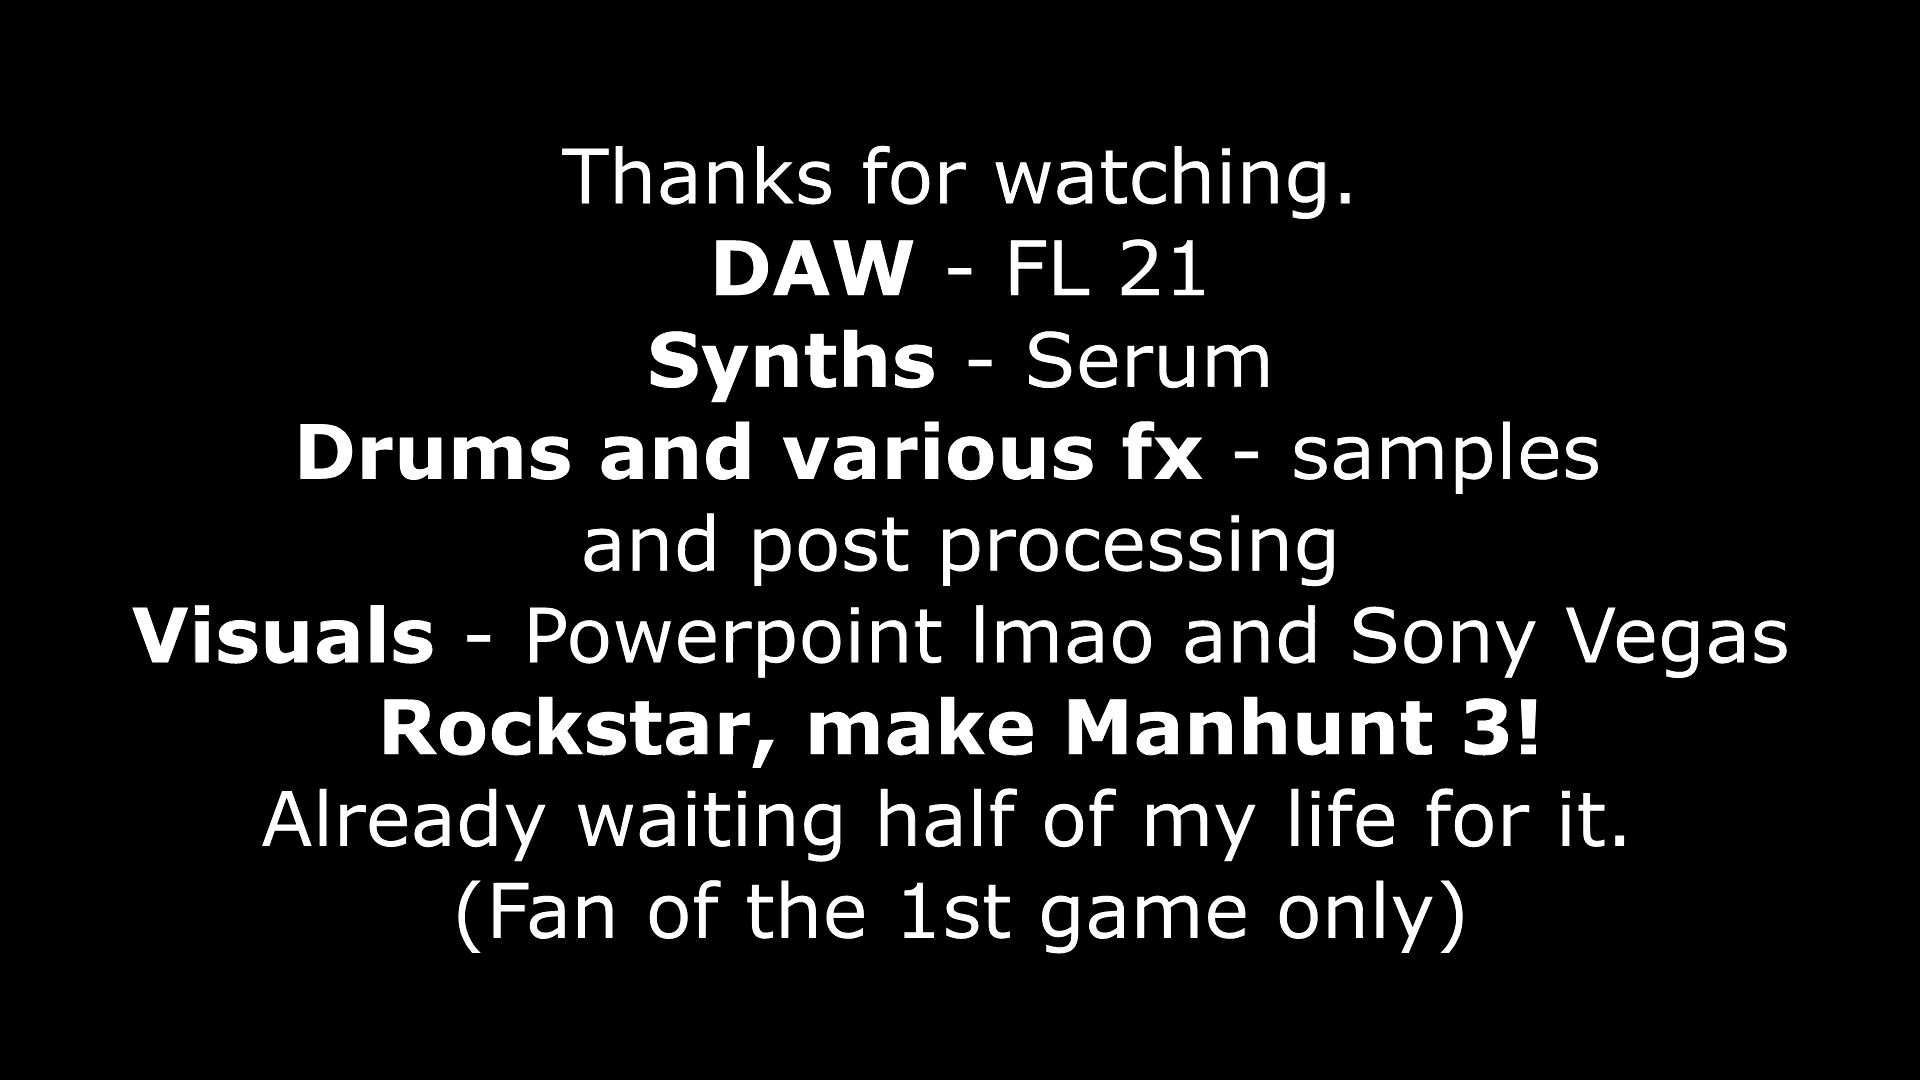 Thanks for watching.
DAW - FL 21
Synths - Serum
Drums and various fx - samples
and post processing
Visuals - Powerpoint lmao and Sony Vegas
Rockstar, make Manhunt 3!
Already waiting half of my life for it.
(Fan of the 1st game only)